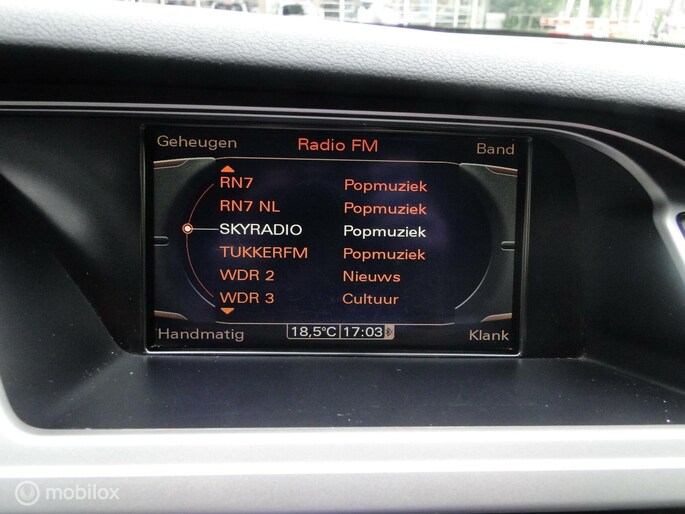 Geheugen Radio FM Band
RN7 Popmuziek
RN7 NL Popmuziek
SKYRADIO Popmuziek
TUKKERFM Popmuziek
WDR 2 Nieuws
WDR 3 Cultuur
Handmatig 18,5°C 17:03 Klank
mobilox